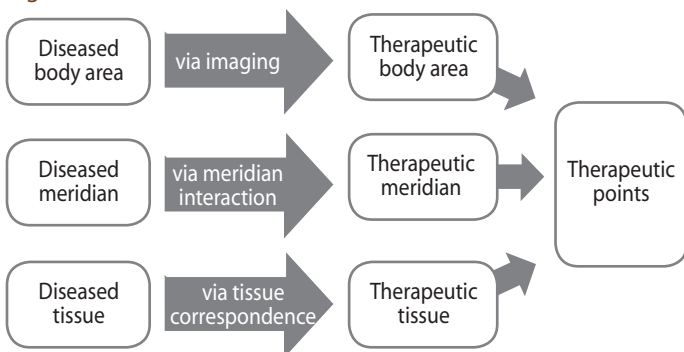 Diseased
body area
via imaging
Therapeutic
body area
Diseased
meridian
via meridian
interaction
Therapeutic
meridian
Therapeutic
points
Diseased
tissue
via tissue
correspondence
Therapeutic
tissue